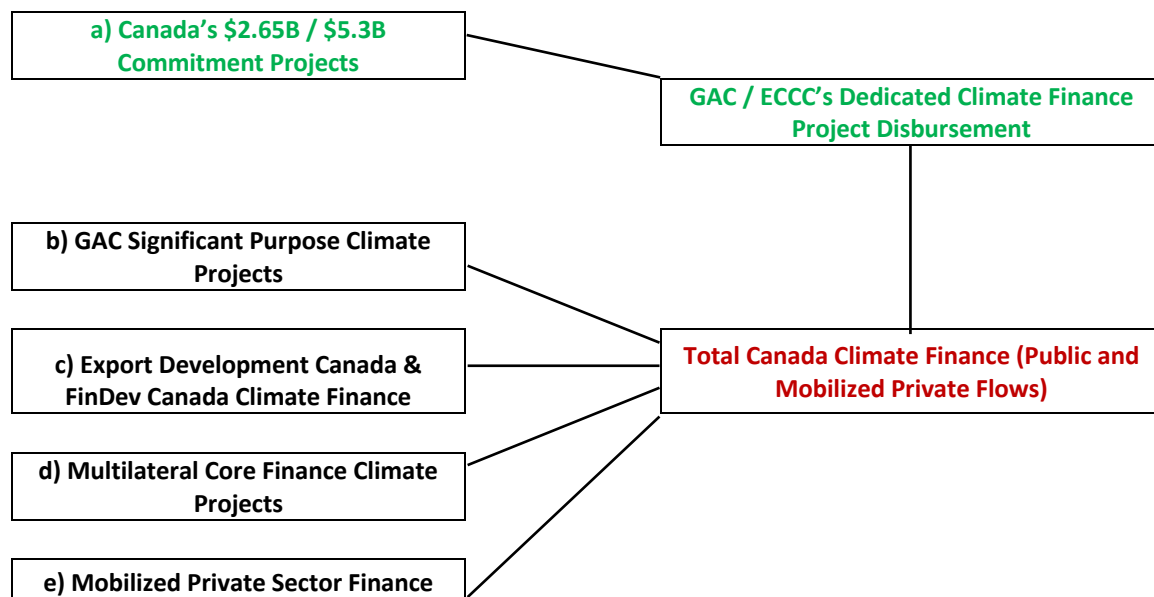 a) Canada’s $2.65B / $5.3B
Commitment Projects
GAC / ECCC’s Dedicated Climate Finance
Project Disbursement
b) GAC Significant Purpose Climate
Projects
c) Export Development Canada &
FinDev Canada Climate Finance
Total Canada Climate Finance (Public and
Mobilized Private Flows)
d) Multilateral Core Finance Climate
Projects
e) Mobilized Private Sector Finance